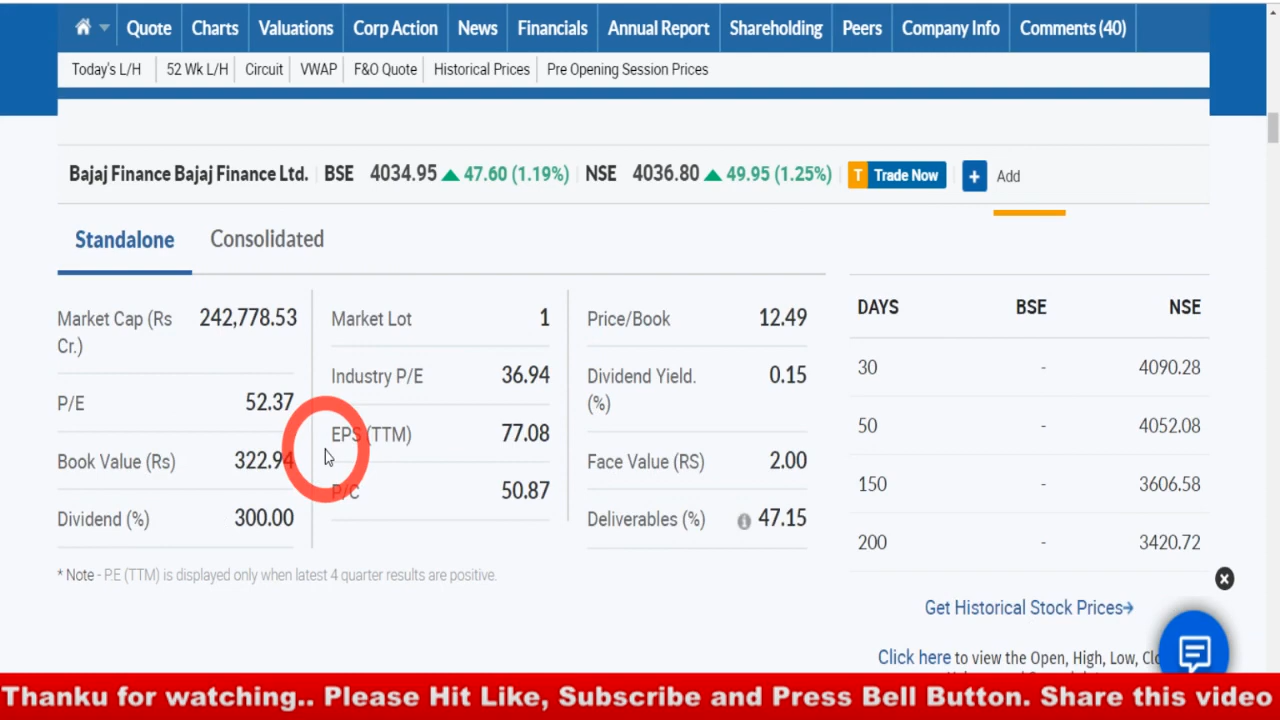 Quote Charts Valuations Corp Action News Financials Annual Report Shareholding Peers Company Info Comments (40)
Today's L/H 52 Wk L/H Circuit VWAP F&O Quote Historical Prices Pre Opening Session Prices
Bajaj Finance Bajaj Finance Ltd. BSE 4034.95 47.60 (1.19%) NSE 4036.80 49.95 (1.25%) T Trade Now + Add
Standalone Consolidated
Market Cap (Rs Cr.) 242,778.53
P/E 52.37
Book Value (Rs) 322.94
Dividend (%) 300.00
Market Lot 1
Industry P/E 36.94
EPS (TTM) 77.08
P/C 50.87
Price/Book 12.49
Dividend Yield. (%) 0.15
Face Value (RS) 2.00
Deliverables (%) 47.15
* Note - P.E (TTM) is displayed only when latest 4 quarter results are positive.
DAYS BSE NSE
30 - 4090.28
50 - 4052.08
150 - 3606.58
200 - 3420.72
Get Historical Stock Prices
Click here to view the Open, High, Low,
Thanku for watching.. Please Hit Like, Subscribe and Press Bell Button. Share this video